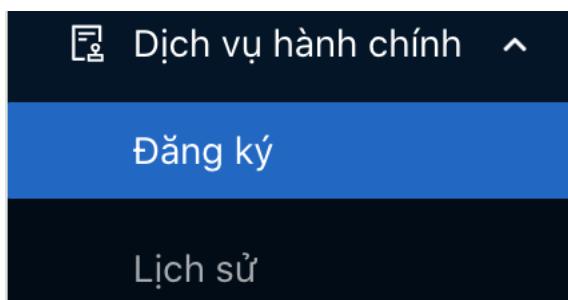 Dịch vụ hành chính
Đăng ký
Lịch sử